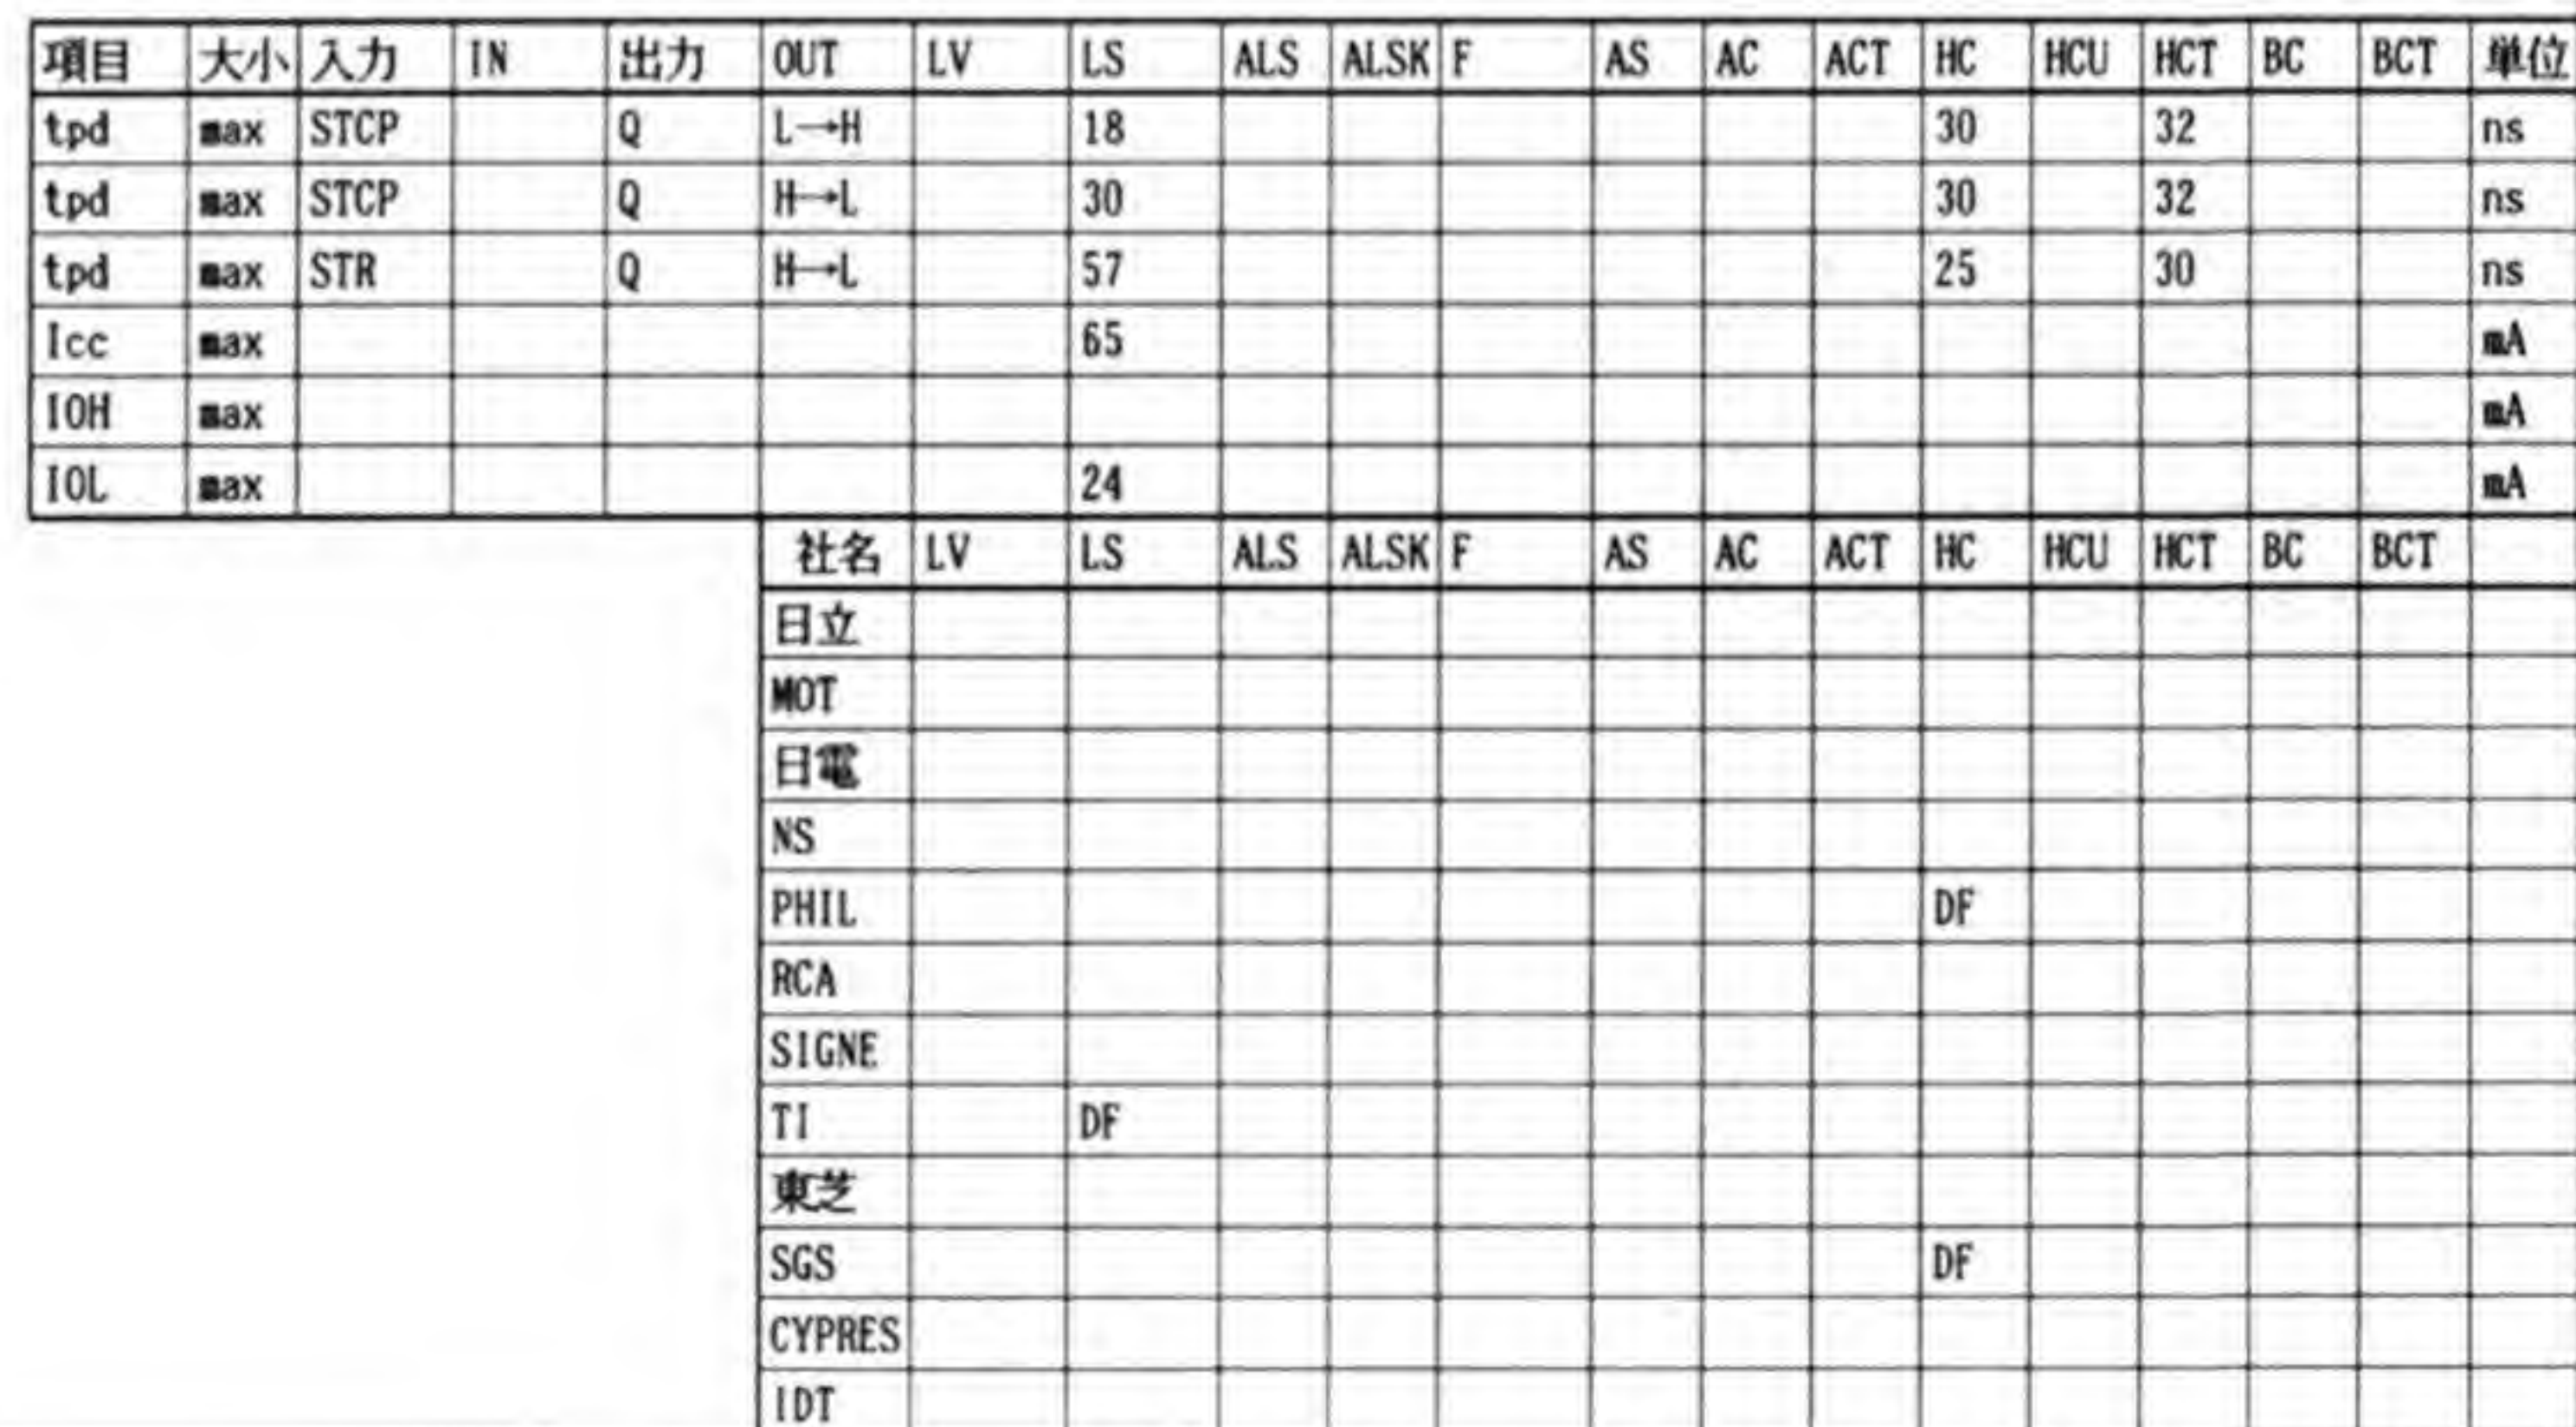 項目 大小 入力 IN 出力 OUT LV LS ALS ALSK F AS AC ACT HC HCU HCT BC BCT 単位
tpd max STCP Q L→H 18 30 32 ns
tpd max STCP Q H→L 30 30 32 ns
tpd max STR Q H→L 57 25 30 ns
Icc max 65 mA
IOH max mA
IOL max 24 mA
社名 LV LS ALS ALSK F AS AC ACT HC HCU HCT BC BCT
日立
MOT
日電
NS
PHIL DF
RCA
SIGNE
TI DF
東芝
SGS DF
CYPRES
IDT